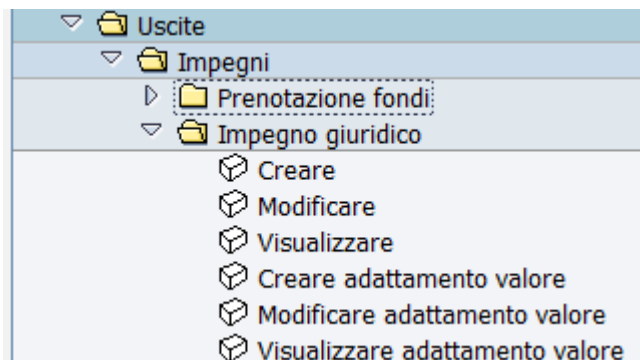 Uscite
Impegni
Prenotazione fondi
Impegno giuridico
Creare
Modificare
Visualizzare
Creare adattamento valore
Modificare adattamento valore
Visualizzare adattamento valore